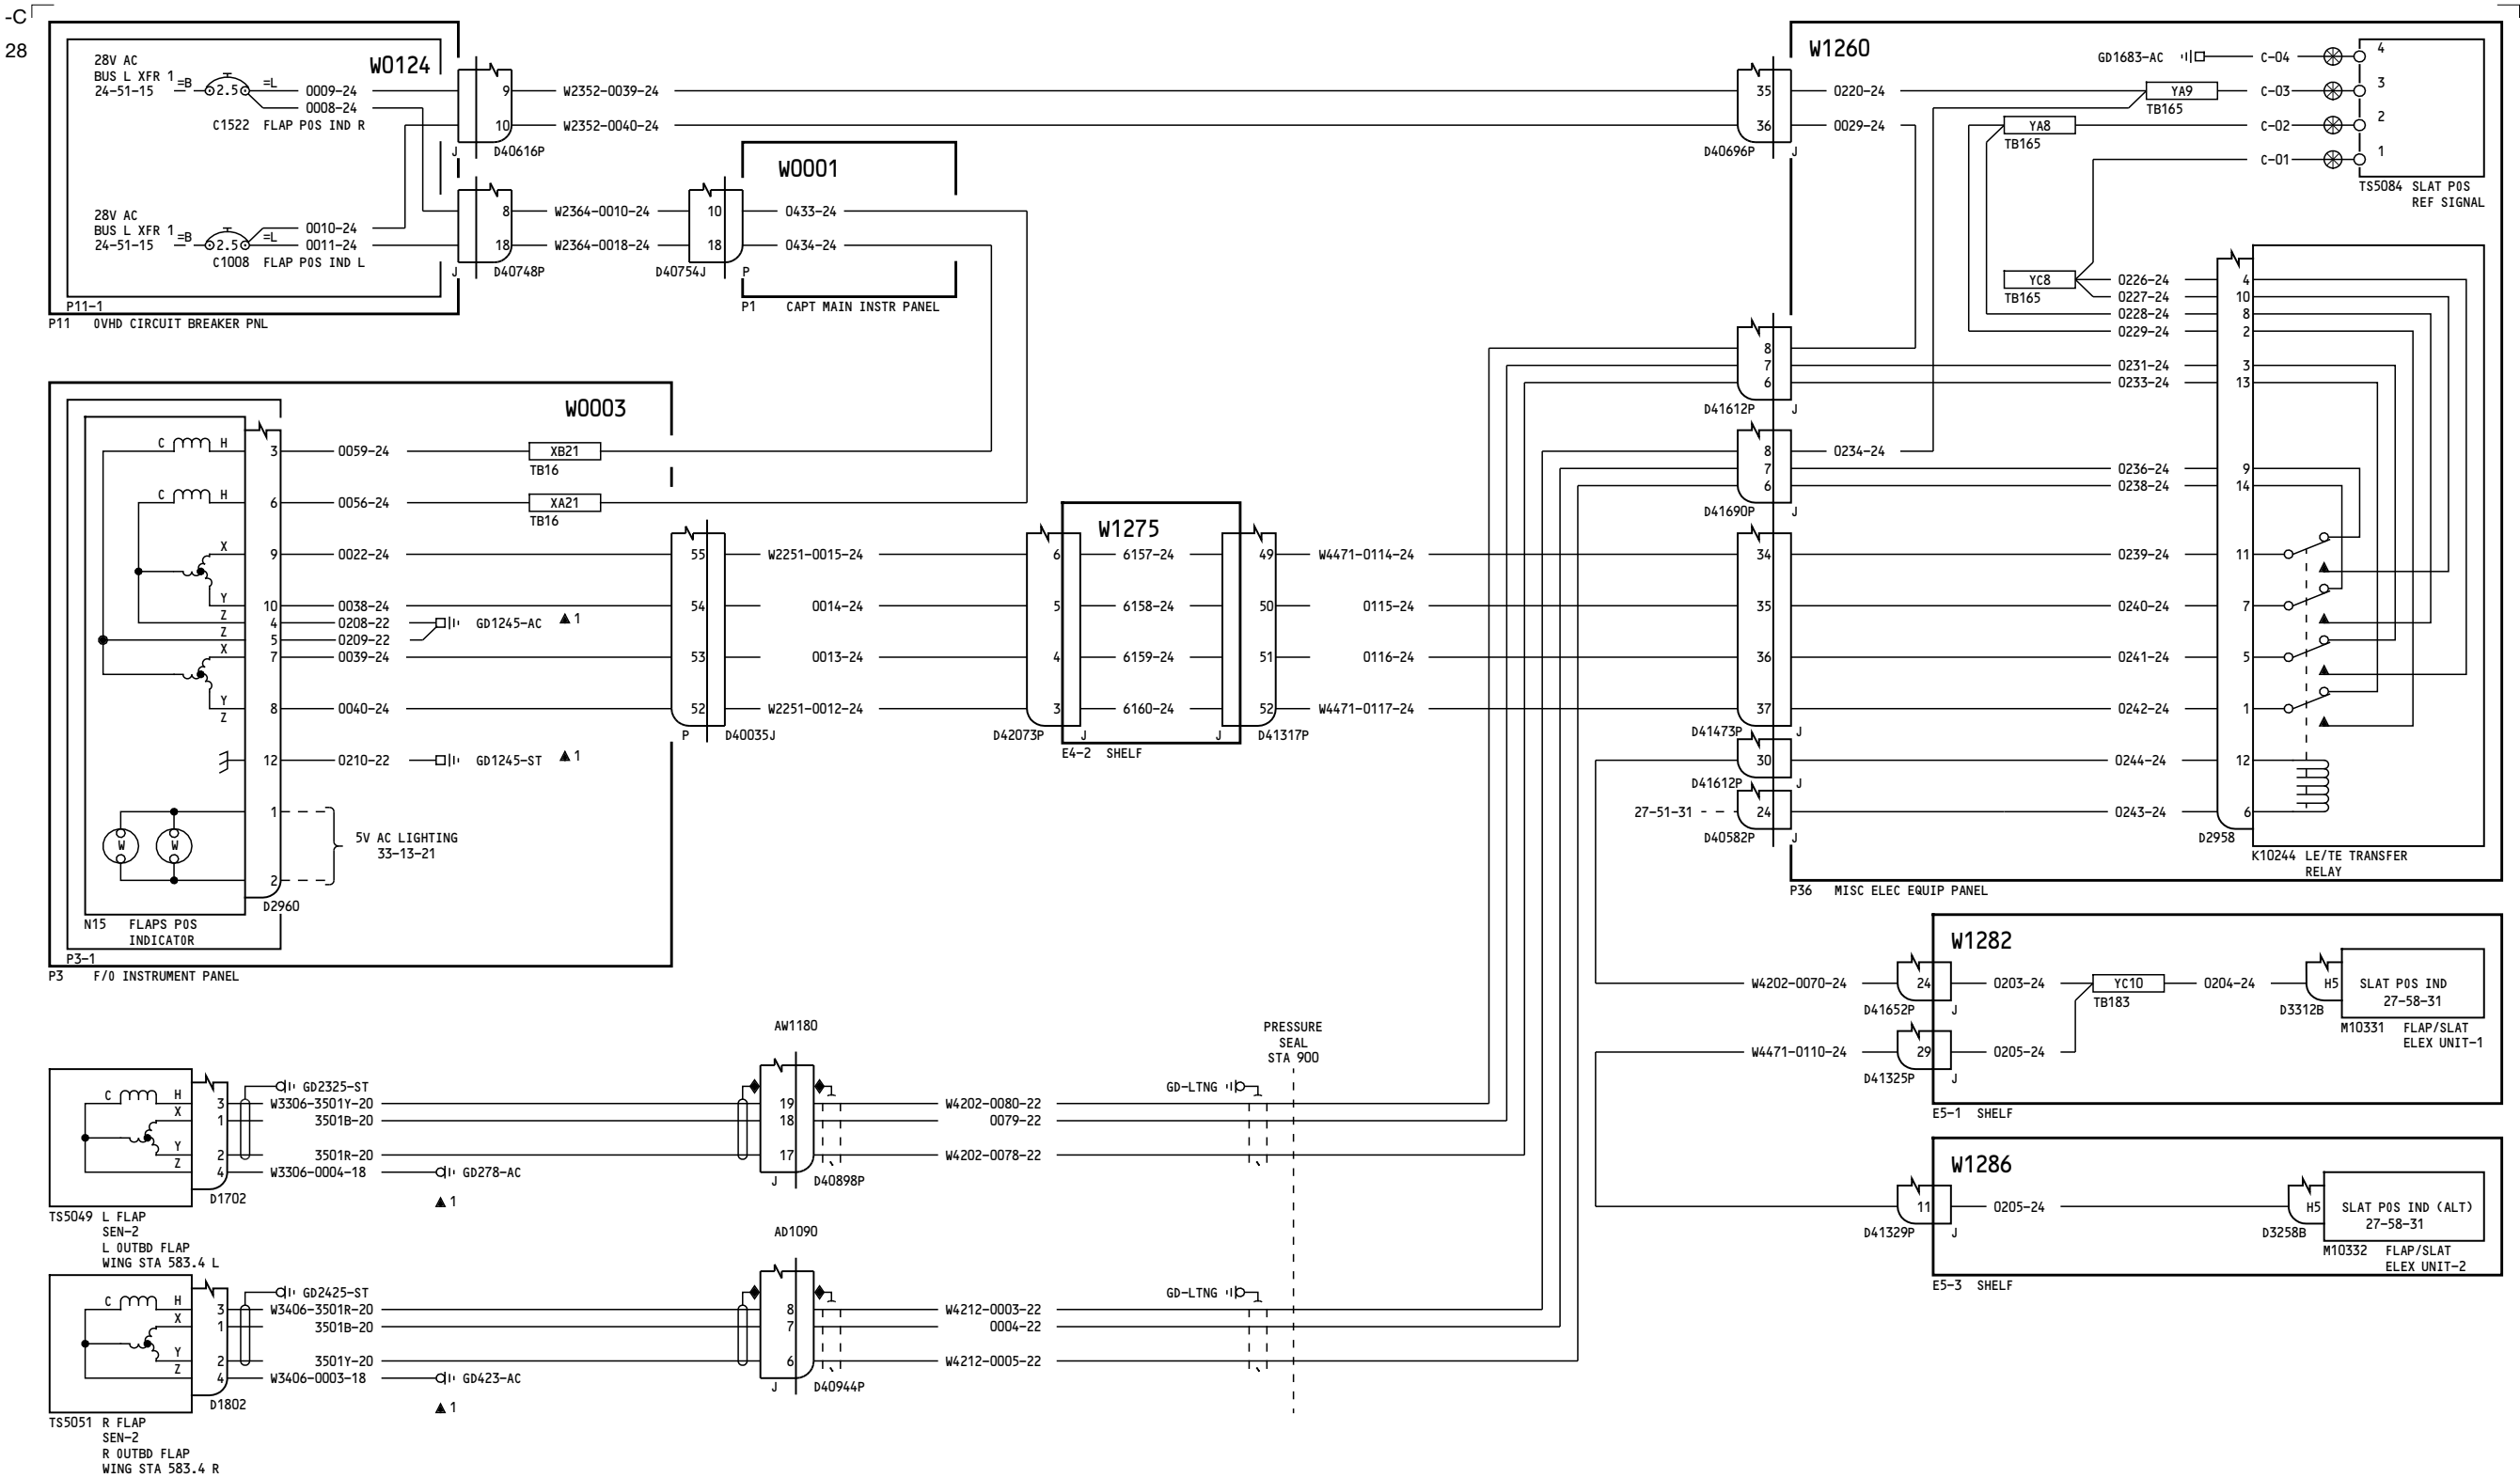 -C
28
28V AC
BUS L XFR 1
24-51-15
=B
2.5
=L
0009-24
0008-24
C1522 FLAP POS IND R
W0124
28V AC
BUS L XFR 1
24-51-15
=B
2.5
=L
0010-24
0011-24
C1008 FLAP POS IND L
P11-1
P11 OVHD CIRCUIT BREAKER PNL
9
10
J
D40616P
W2352-0039-24
W2352-0040-24
8
18
J
D40748P
W2364-0010-24
W2364-0018-24
10
18
D40754J
P
W0001
0433-24
0434-24
P1 CAPT MAIN INSTR PANEL
W0003
C
H
3
0059-24
XB21
TB16
C
H
6
0056-24
XA21
TB16
X
9
0022-24
Y
10
0038-24
Z
4
0208-22
GD1245-AC
1
Z
5
0209-22
X
7
0039-24
Y
Z
8
0040-24
12
0210-22
GD1245-ST
1
1
W
W
2
5V AC LIGHTING
33-13-21
D2960
N15 FLAPS POS
INDICATOR
P3-1
P3 F/O INSTRUMENT PANEL
55
54
53
52
P
D40035J
W2251-0015-24
0014-24
0013-24
W2251-0012-24
6
5
4
3
D42073P
J
W1275
6157-24
6158-24
6159-24
6160-24
E4-2 SHELF
49
50
51
52
J
D41317P
W4471-0114-24
0115-24
0116-24
W4471-0117-24
W1260
35
36
D40696P
J
0220-24
0029-24
GD1683-AC
C-04
4
YA9
TB165
C-03
3
YA8
TB165
C-02
2
C-01
1
TS5084 SLAT POS
REF SIGNAL
YC8
TB165
0226-24
4
0227-24
10
0228-24
8
0229-24
2
8
7
6
D41612P
J
0231-24
3
0233-24
13
8
7
6
D41690P
J
0234-24
0236-24
9
0238-24
14
34
0239-24
11
35
0240-24
7
36
0241-24
5
37
0242-24
1
D41473P
J
30
0244-24
12
D41612P
J
27-51-31
24
0243-24
6
D40582P
J
D2958
K10244 LE/TE TRANSFER
RELAY
P36 MISC ELEC EQUIP PANEL
W1282
W4202-0070-24
24
D41652P
J
0203-24
YC10
TB183
0204-24
H5
D3312B
SLAT POS IND
27-58-31
M10331 FLAP/SLAT
ELEX UNIT-1
W4471-0110-24
29
D41325P
J
0205-24
E5-1 SHELF
W1286
11
D41329P
J
0205-24
H5
D3258B
SLAT POS IND (ALT)
27-58-31
M10332 FLAP/SLAT
ELEX UNIT-2
E5-3 SHELF
C
H
X
Y
Z
3
1
2
4
D1702
GD2325-ST
W3306-3501Y-20
3501B-20
3501R-20
W3306-0004-18
GD278-AC
1
TS5049 L FLAP
SEN-2
L OUTBD FLAP
WING STA 583.4 L
AW1180
19
18
17
J
D40898P
W4202-0080-22
0079-22
W4202-0078-22
GD-LTNG
PRESSURE
SEAL
STA 900
C
H
X
Y
Z
3
1
2
4
D1802
GD2425-ST
W3406-3501R-20
3501B-20
3501Y-20
W3406-0003-18
GD423-AC
1
TS5051 R FLAP
SEN-2
R OUTBD FLAP
WING STA 583.4 R
AD1090
8
7
6
J
D40944P
W4212-0003-22
0004-22
W4212-0005-22
GD-LTNG